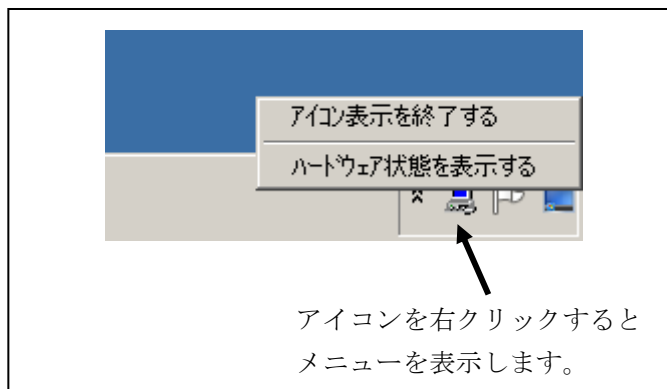 アイコン表示を終了する
ハードウェア状態を表示する
アイコンを右クリックすると
メニューを表示します。